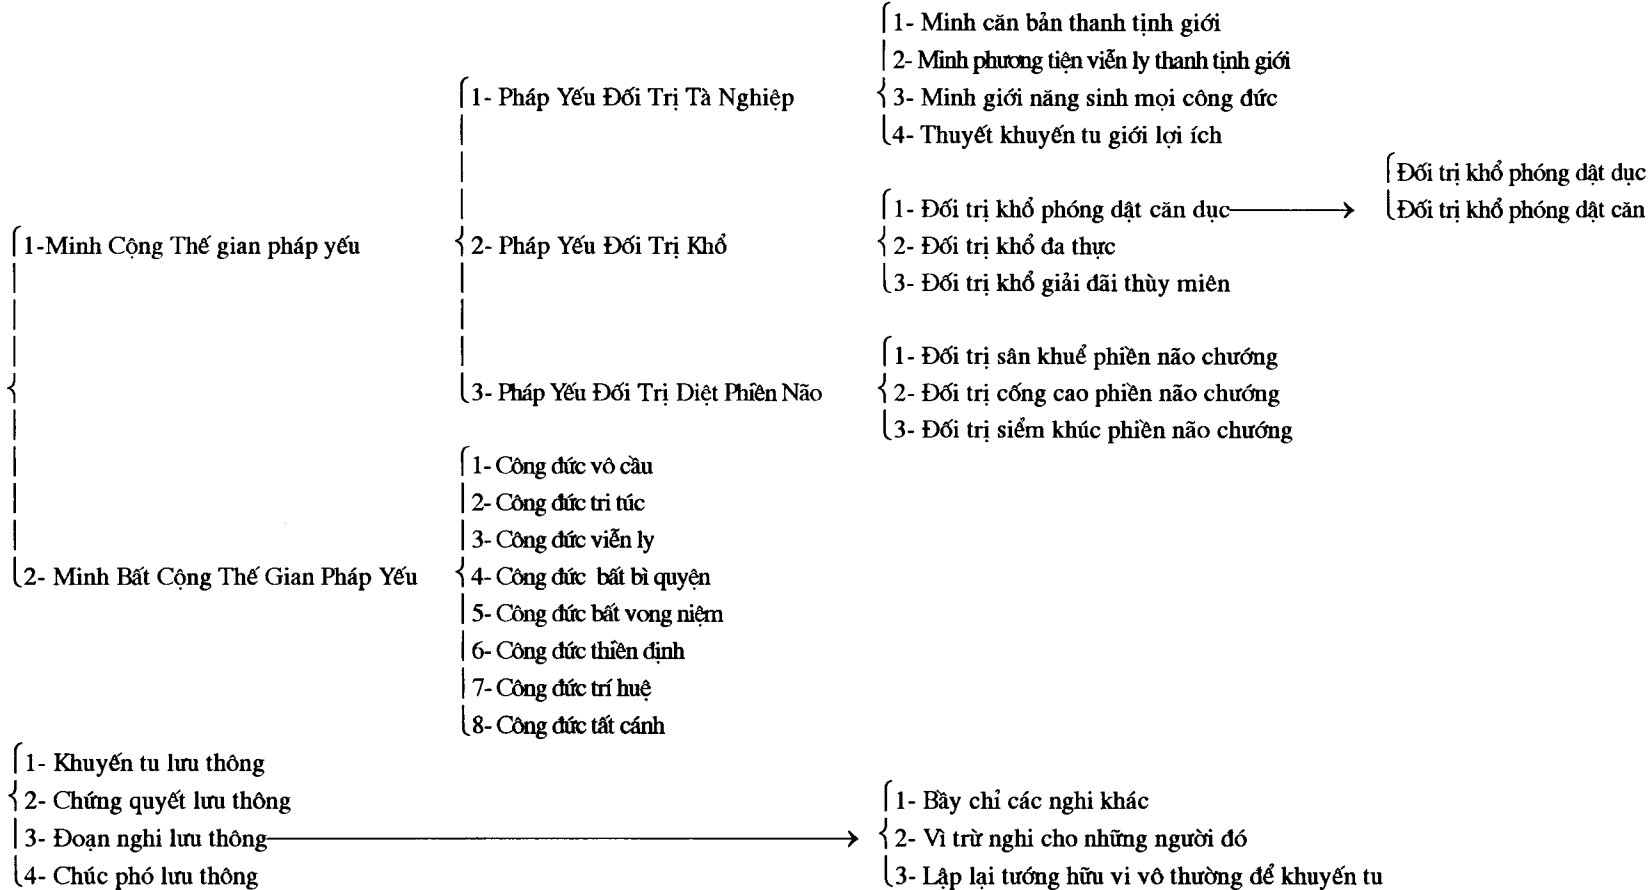 1- Minh căn bản thanh tịnh giới
2- Minh phương tiện viễn ly thanh tịnh giới
1- Pháp Yếu Đối Trị Tà Nghiệp
3- Minh giới năng sinh mọi công đức
4- Thuyết khuyến tu giới lợi ích
Đối trị khổ phóng dật dục
1- Đối trị khổ phóng dật căn dục
Đối trị khổ phóng dật căn
1-Minh Cộng Thế gian pháp yếu
2- Pháp Yếu Đối Trị Khổ
2- Đối trị khổ đa thực
3- Đối trị khổ giải đãi thùy miên
1- Đối trị sân khuể phiền não chướng
3- Pháp Yếu Đối Trị Diệt Phiền Não
2- Đối trị cống cao phiền não chướng
3- Đối trị siểm khúc phiền não chướng
1- Công đức vô cầu
2- Công đức tri túc
3- Công đức viễn ly
2- Minh Bất Cộng Thế Gian Pháp Yếu
4- Công đức bất bì quyện
5- Công đức bất vong niệm
6- Công đức thiền định
7- Công đức trí huệ
8- Công đức tất cánh
1- Khuyến tu lưu thông
2- Chứng quyết lưu thông
1- Bầy chỉ các nghi khác
3- Đoạn nghi lưu thông
2- Vì trừ nghi cho những người đó
4- Chúc phó lưu thông
3- Lập lại tướng hữu vi vô thường để khuyến tu